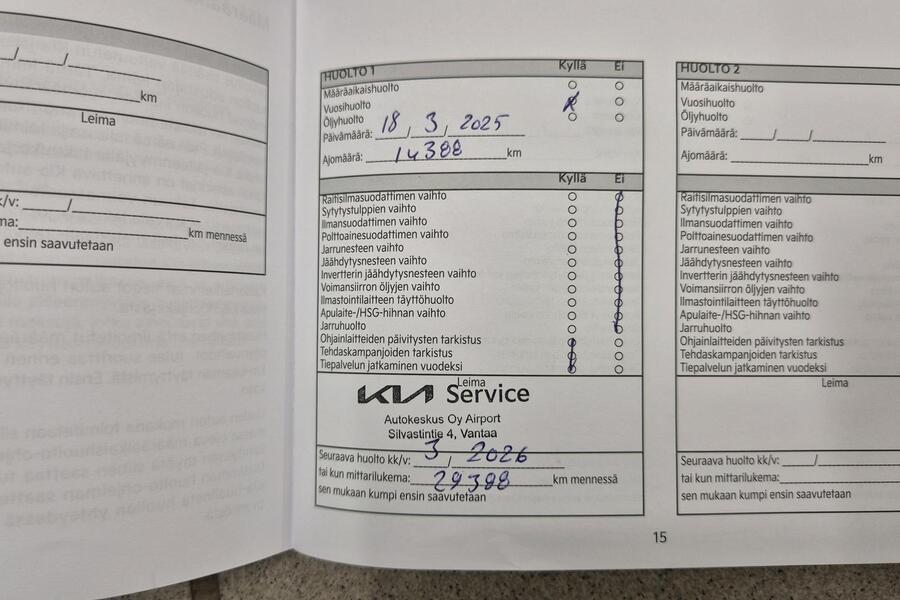 km
Leima
k/v: /
km mennessä
ensin saavutetaan
HUOLTO 1 Kyllä Ei
Määräaikaishuolto
Vuosihuolto
Öljyhuolto
Päivämäärä: 18 / 3 / 2025
Ajomäärä: 14388 km
Kyllä Ei
Raitisilmasuodattimen vaihto
Sytytystulppien vaihto
Ilmansuodattimen vaihto
Polttoainesuodattimen vaihto
Jarrunesteen vaihto
Jäähdytysnesteen vaihto
Invertterin jäähdytysnesteen vaihto
Voimansiirron öljyjen vaihto
Ilmastointilaitteen täyttöhuolto
Apulaite-/HSG-hihnan vaihto
Jarruhuolto
Ohjainlaitteiden päivitysten tarkistus
Tehdaskampanjoiden tarkistus
Tiepalvelun jatkaminen vuodeksi
Leima
KIA Service
Autokeskus Oy Airport
Silvastintie 4, Vantaa
Seuraava huolto kk/v: 3 / 2026
tai kun mittarilukema: 29388 km mennessä
sen mukaan kumpi ensin saavutetaan
15
HUOLTO 2
Määräaikaishuolto
Vuosihuolto
Öljyhuolto
Päivämäärä: / /
Ajomäärä: km
Raitisilmasuodattimen vaihto
Sytytystulppien vaihto
Ilmansuodattimen vaihto
Polttoainesuodattimen vaihto
Jarrunesteen vaihto
Jäähdytysnesteen vaihto
Invertterin jäähdytysnesteen vaihto
Voimansiirron öljyjen vaihto
Ilmastointilaitteen täyttöhuolto
Apulaite-/HSG-hihnan vaihto
Jarruhuolto
Ohjainlaitteiden päivitysten tarkistus
Tehdaskampanjoiden tarkistus
Tiepalvelun jatkaminen vuodeksi
Leima
Seuraava huolto kk/v: /
tai kun mittarilukema:
sen mukaan kumpi ensin saavutetaan